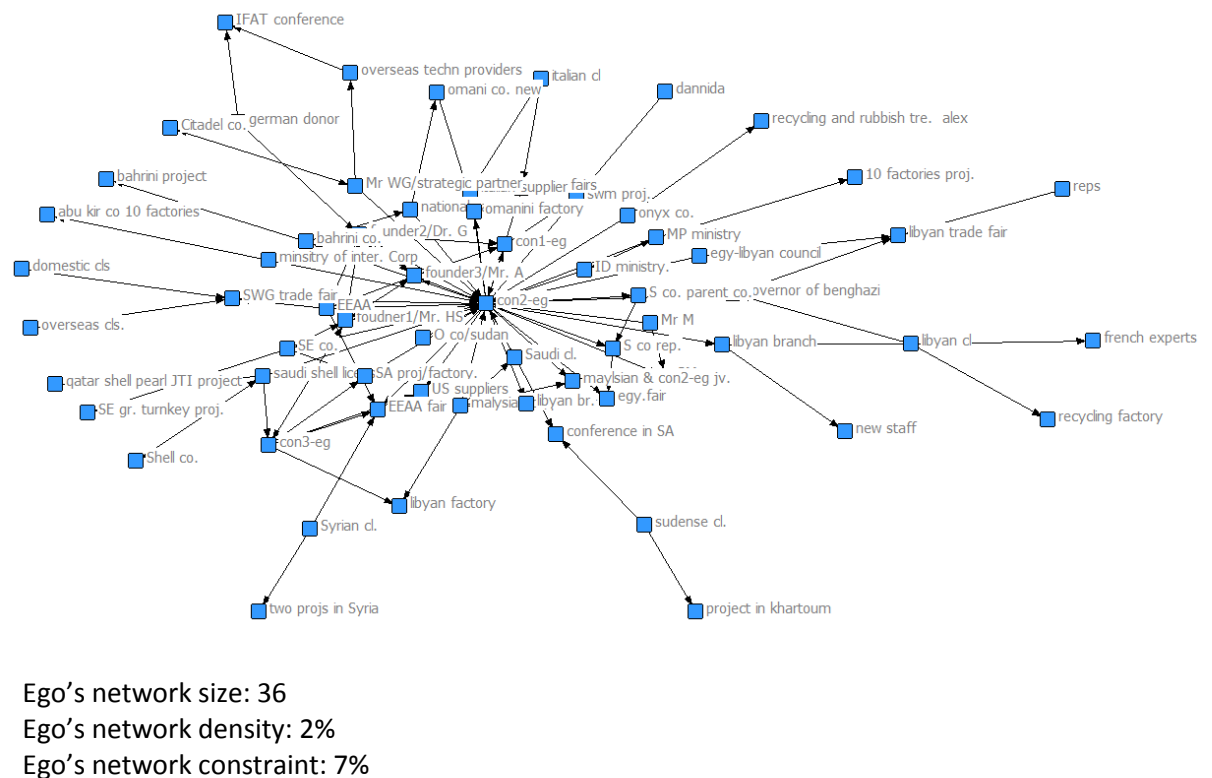 IFAT conference
overseas techn providers
italian cl
omani co. new
dannida
Citadel co.
german donor
recycling and rubbish tre. alex
bahrini project
Mr WG/strategic partner
supplier fairs
swm proj.
10 factories proj.
reps
abu kir co 10 factories
national
omanini factory
onyx co.
bahrini co.
under2/Dr. G
con1-eg
MP ministry
libyan trade fair
minsitry of inter. Corp
egy-libyan council
domestic cls
founder3/Mr. A
ID ministry.
SWG trade fair
EEAA
con2-eg
S co. parent co.
overnor of benghazi
overseas cls.
foudner1/Mr. HS
Mr M
SE co.
O co/sudan
Saudi cl.
S co rep.
libyan branch
libyan cl
french experts
qatar shell pearl JTI project
saudi shell lice
SA proj/factory.
US suppliers
maylsian & con2-eg jv.
SE gr. turnkey proj.
EEAA fair
malysia
libyan br.
egy.fair
recycling factory
con3-eg
conference in SA
new staff
Shell co.
libyan factory
Syrian cl.
sudense cl.
two projs in Syria
project in khartoum
Ego's network size: 36
Ego's network density: 2%
Ego's network constraint: 7%